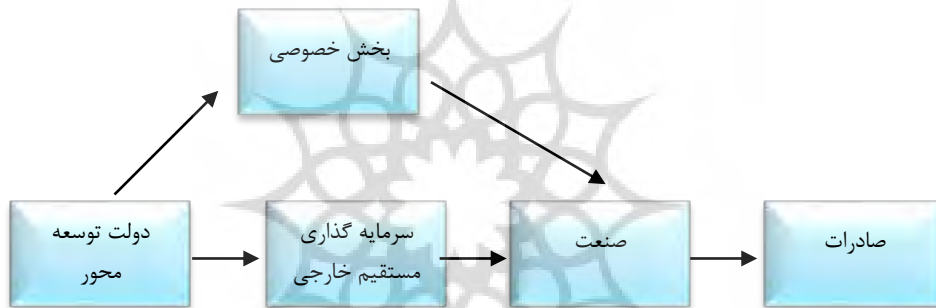 بخش خصوصی
دولت توسعه
محور
سرمایه گذاری
مستقیم خارجی
صنعت
صادرات